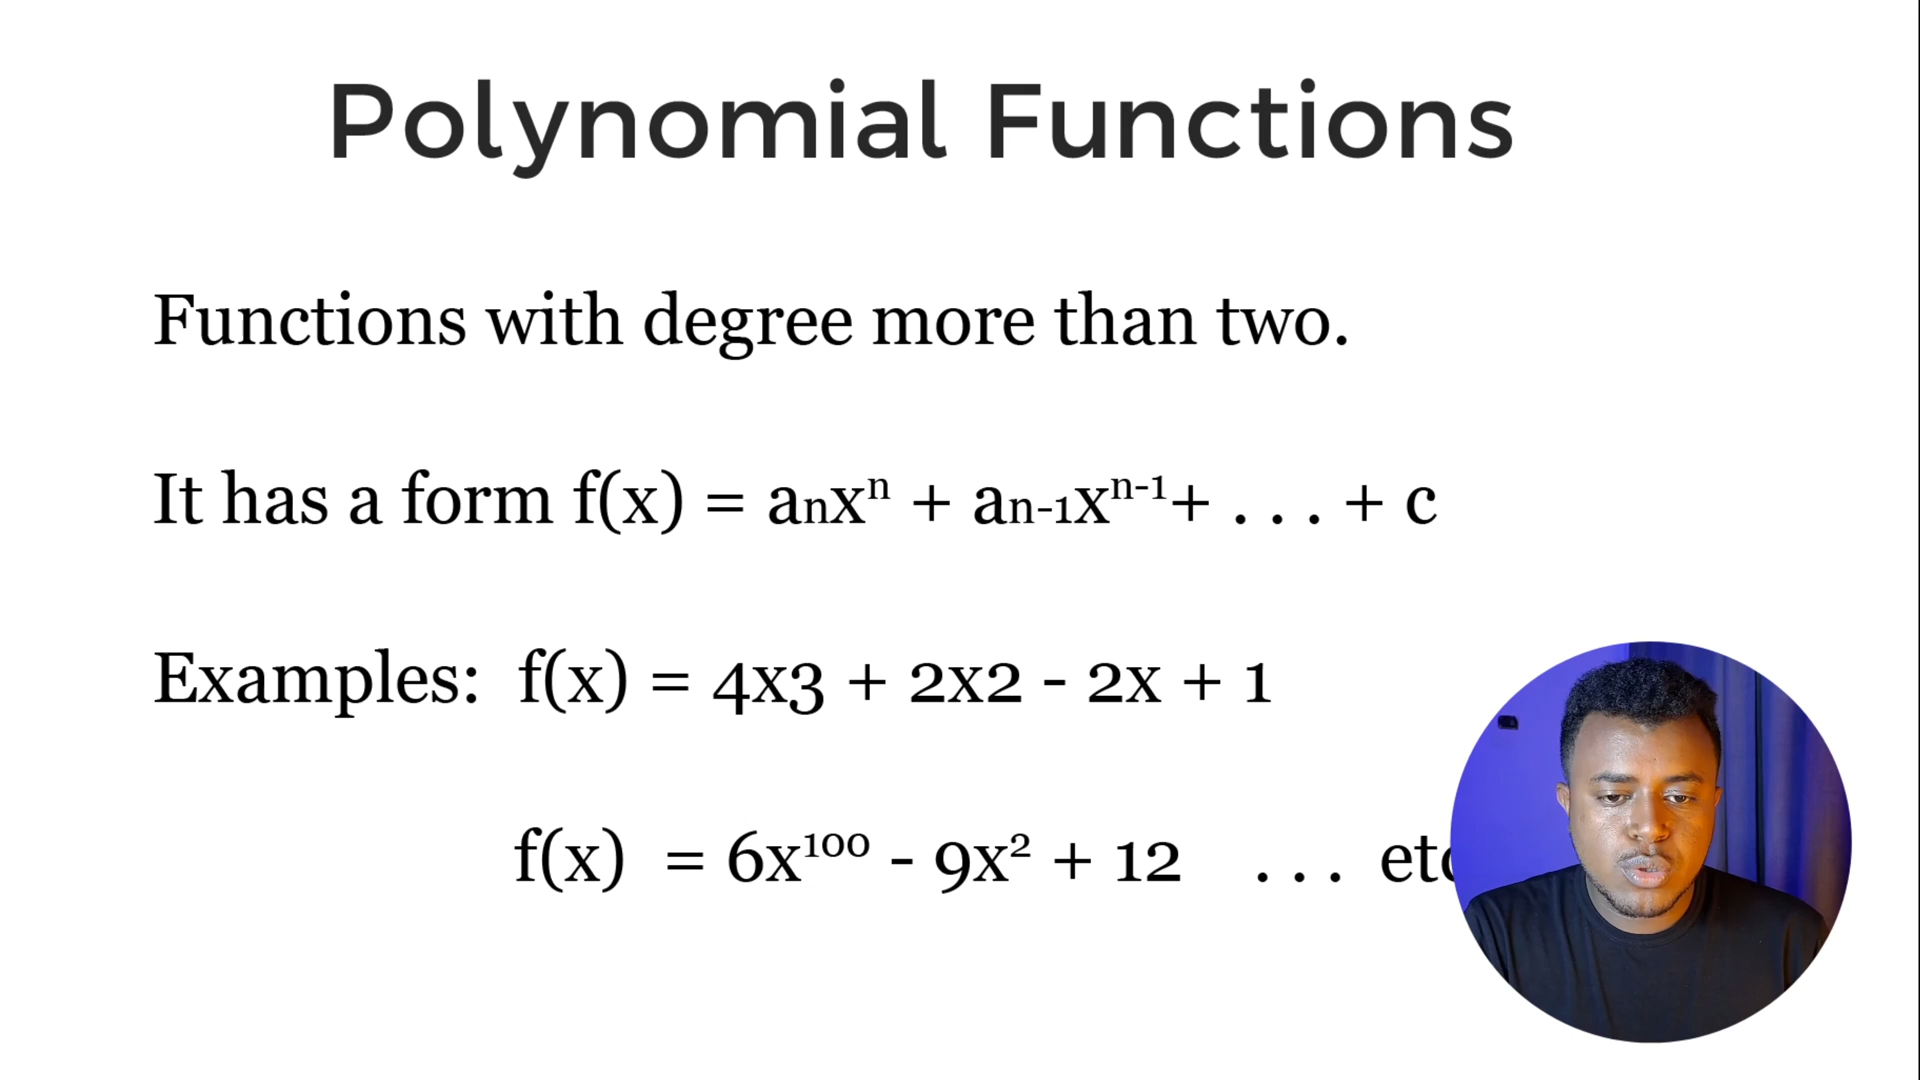 Polynomial Functions
Functions with degree more than two.
It has a form f(x) = aₙxⁿ + aₙ₋₁xⁿ⁻¹+ . . . + c
Examples: f(x) = 4x3 + 2x2 - 2x + 1
f(x) = 6x¹⁰⁰ - 9x² + 12 . . . etc